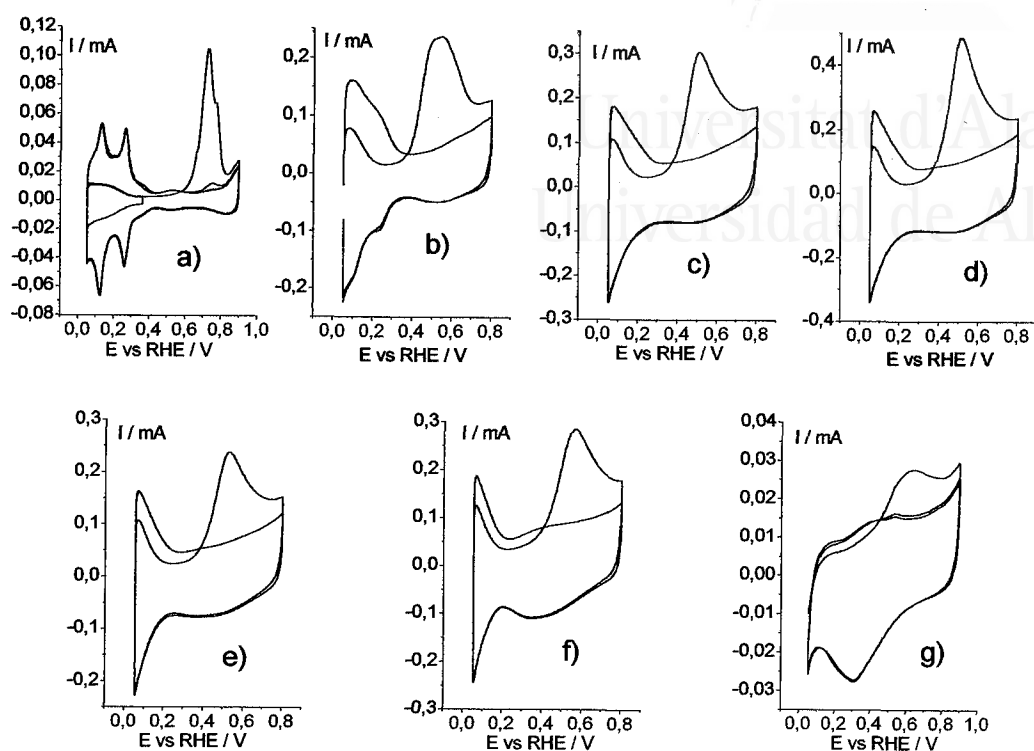 0,12
I / mA
0,10
0,08
0,06
0,04
0,02
0,00
-0,02
-0,04
-0,06
-0,08
a)
0,0 0,2 0,4 0,6 0,8 1,0
E vs RHE / V
I / mA
0,2
0,1
0,0
-0,1
-0,2
b)
0,0 0,2 0,4 0,6 0,8
E vs RHE / V
I / mA
0,3
0,2
0,1
0,0
-0,1
-0,2
-0,3
c)
0,0 0,2 0,4 0,6 0,8
E vs RHE / V
I / mA
0,4
0,2
0,0
-0,2
-0,4
d)
0,0 0,2 0,4 0,6 0,8
E vs RHE / V
Universitat d'Ala
Universidad de Al
0,3
I / mA
0,2
0,1
0,0
-0,1
-0,2
e)
0,0 0,2 0,4 0,6 0,8
E vs RHE / V
0,3
I / mA
0,2
0,1
0,0
-0,1
-0,2
-0,3
f)
0,0 0,2 0,4 0,6 0,8
E vs RHE / V
0,04
I / mA
0,03
0,02
0,01
0,00
-0,01
-0,02
-0,03
g)
0,0 0,2 0,4 0,6 0,8 1,0
E vs RHE / V